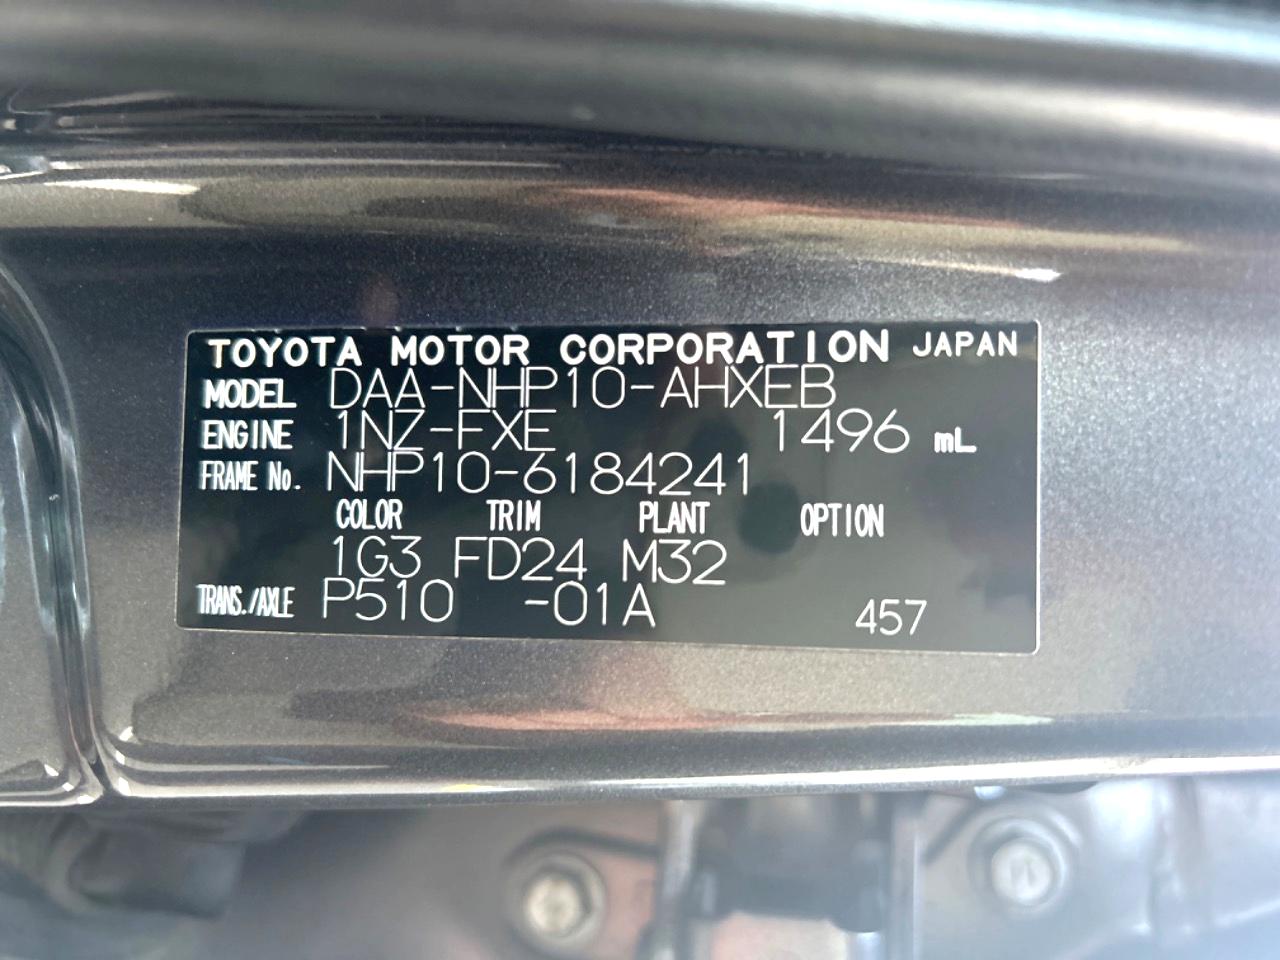 TOYOTA MOTOR CORPORATION JAPAN
MODEL DAA-NHP10-AHXEB
ENGINE 1NZ-FXE 1496 mL
FRAME No. NHP10-6184241
COLOR TRIM PLANT OPTION
1G3 FD24 M32
TRANS./AXLE P510 -01A 457